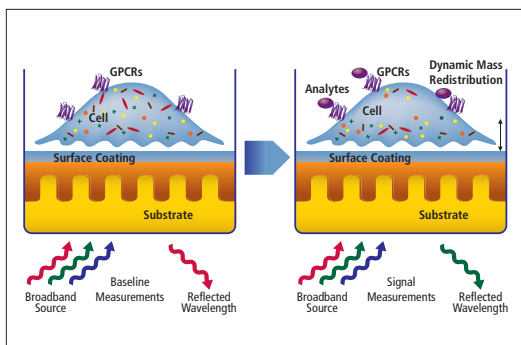 GPCRs
Cell
Surface Coating
Substrate
Broadband
Source
Baseline
Measurements
Reflected
Wavelength
GPCRs
Dynamic Mass
Redistribution
Analytes
Cell
Surface Coating
Substrate
Broadband
Source
Signal
Measurements
Reflected
Wavelength